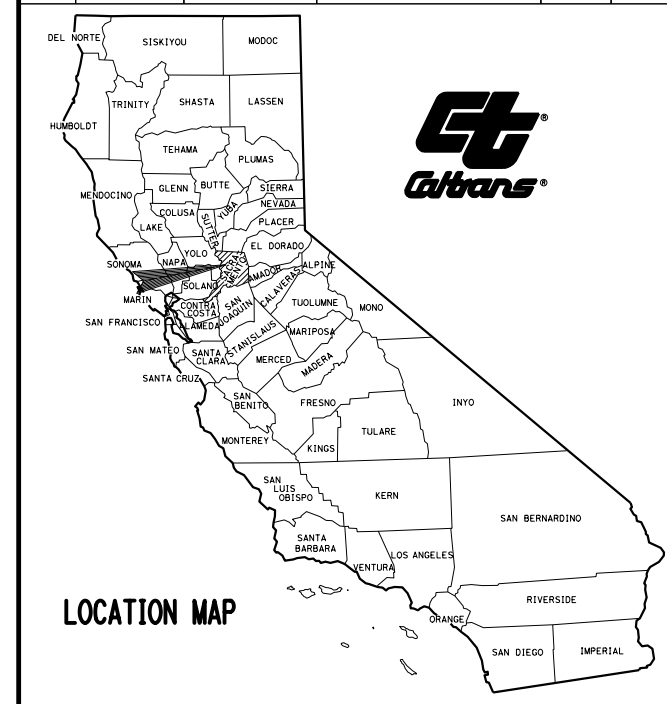 DEL NORTE
SISKIYOU
MODOC
TRINITY
SHASTA
LASSEN
HUMBOLDT
TEHAMA
PLUMAS
GLENN
BUTTE
SIERRA
MENDOCINO
COLUSA
SUTTER
YUBA
NEVADA
PLACER
LAKE
EL DORADO
SONOMA
NAPA
YOLO
SACRA-
MENTO
AMADOR
ALPINE
SOLANO
CALAVERAS
MARIN
CONTRA
COSTA
SAN
JOAQUIN
TUOLUMNE
MONO
SAN FRANCISCO
ALAMEDA
STANISLAUS
MARIPOSA
SAN MATEO
SANTA
CLARA
MERCED
MADERA
SANTA CRUZ
SAN
BENITO
FRESNO
INYO
MONTEREY
KINGS
TULARE
SAN
LUIS
OBISPO
KERN
SAN BERNARDINO
SANTA
BARBARA
VENTURA
LOS ANGELES
RIVERSIDE
ORANGE
SAN DIEGO
IMPERIAL
Ct®
Caltrans®
LOCATION MAP